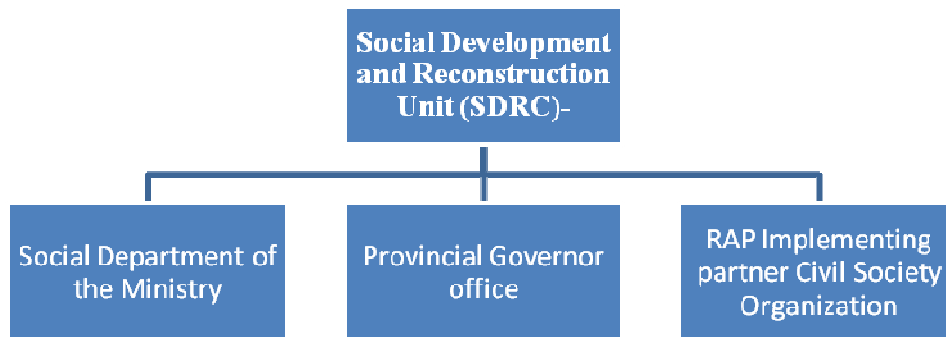 Social Development
and Reconstruction
Unit (SDRC)-
Social Department of
the Ministry
Provincial Governor
office
RAP Implementing
partner Civil Society
Organization